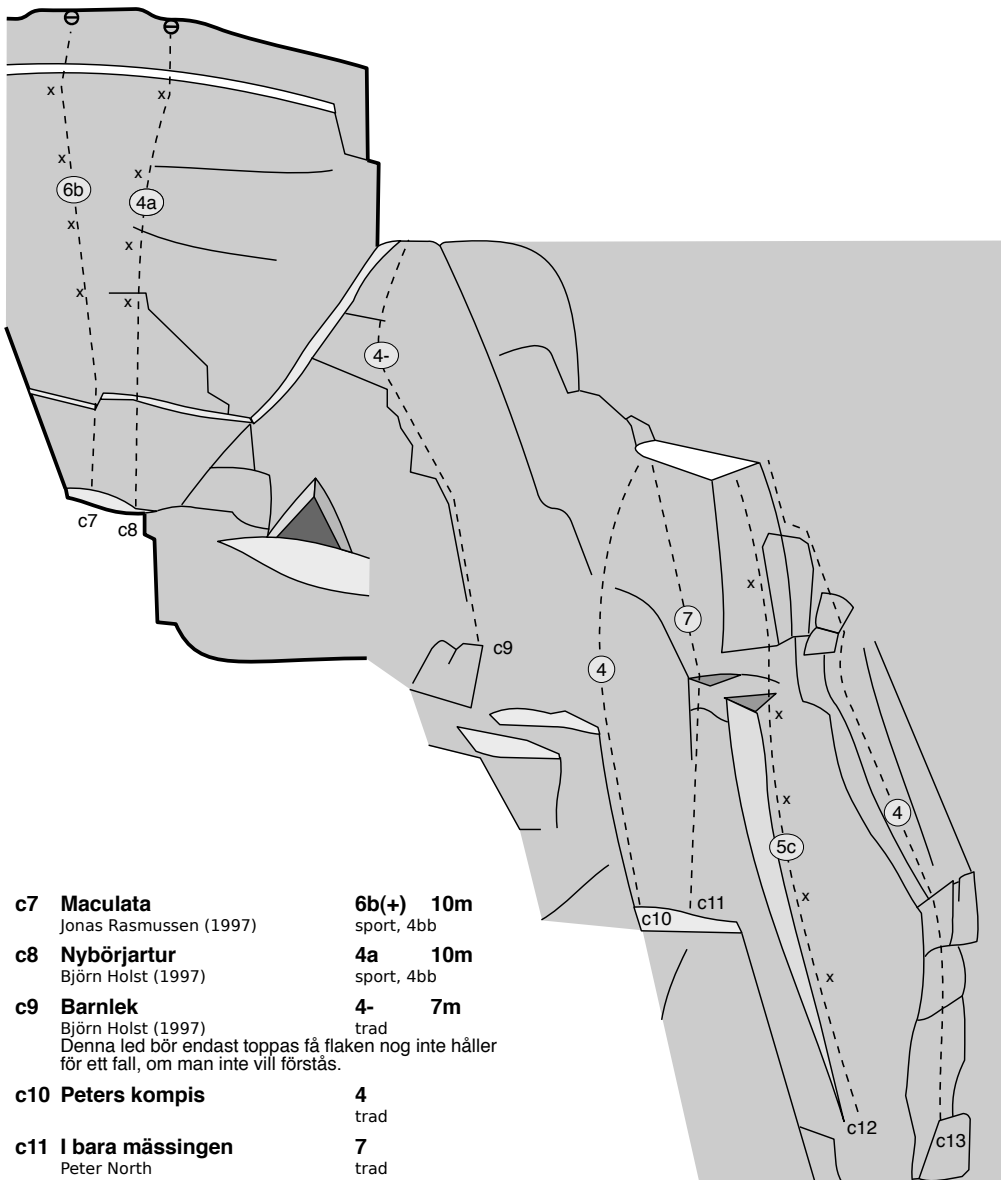 6b
4a
x
x
x
x
x
x
x
x
4-
c7
c8
c9
7
4
x
x
x
5c
4
x
x
c10
c11
c12
c13
c7 Maculata 6b(+) 10m
Jonas Rasmussen (1997) sport, 4bb
c8 Nybörjartur 4a 10m
Björn Holst (1997) sport, 4bb
c9 Barnlek 4- 7m
Björn Holst (1997) trad
Denna led bör endast toppas få flaken nog inte håller
för ett fall, om man inte vill förstås.
c10 Peters kompis 4
trad
c11 I bara mässingen 7
Peter North trad